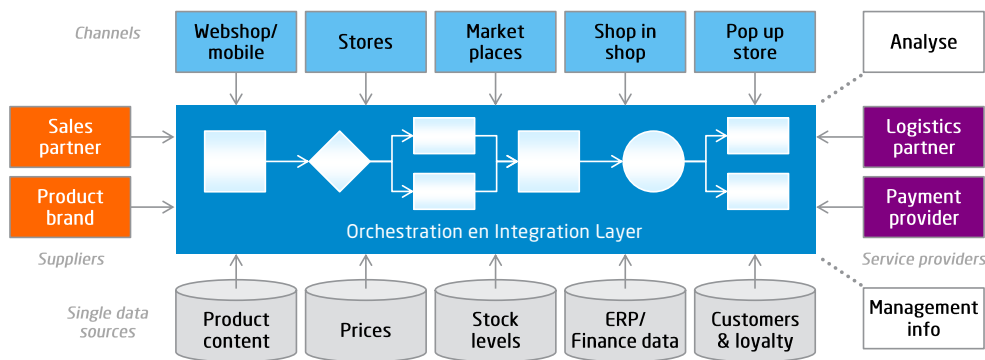 Channels
Webshop/
mobile
Stores
Market
places
Shop in
shop
Pop up
store
Analyse
Sales
partner
Product
brand
Suppliers
Orchestration en Integration Layer
Logistics
partner
Payment
provider
Service providers
Single data
sources
Product
content
Prices
Stock
levels
ERP/
Finance data
Customers
& loyalty
Management
info